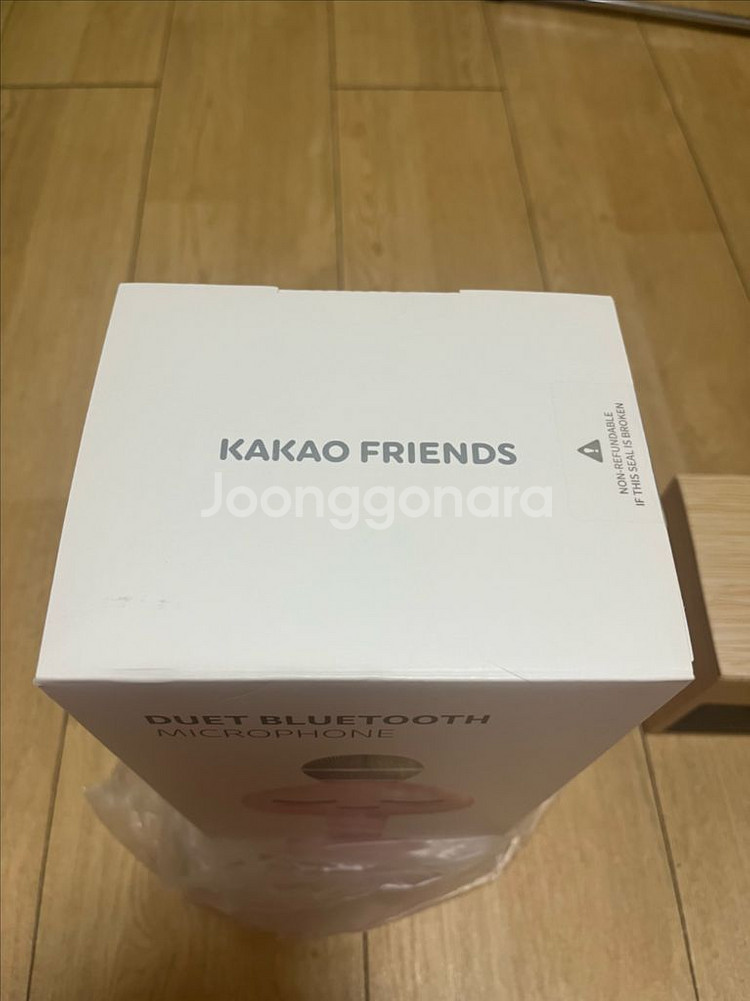 KAKAO FRIENDS
Joonggonara
NON-REFUNDABLE
IF THIS SEAL IS BROKEN
DUET BLUETOOTH
MICROPHONE